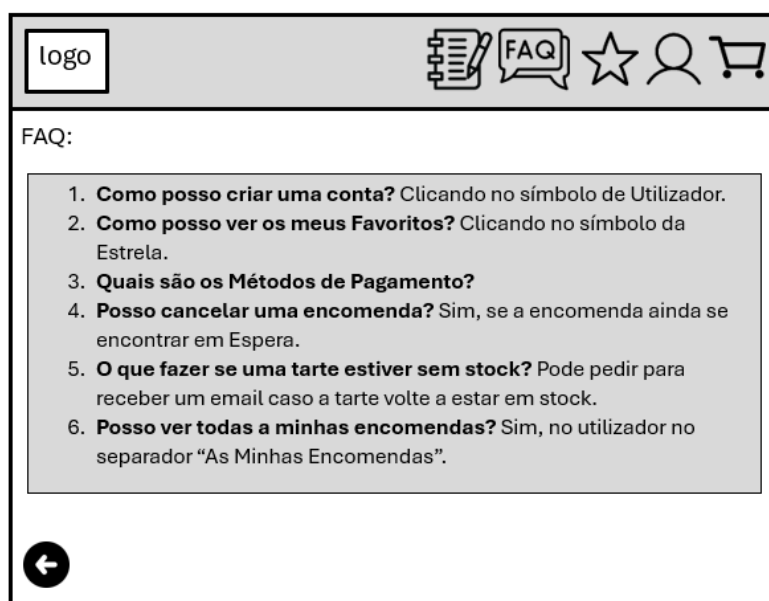 logo
FAQ
FAQ:
1. Como posso criar uma conta? Clicando no símbolo de Utilizador.
2. Como posso ver os meus Favoritos? Clicando no símbolo da
Estrela.
3. Quais são os Métodos de Pagamento?
4. Posso cancelar uma encomenda? Sim, se a encomenda ainda se
encontrar em Espera.
5. O que fazer se uma tarte estiver sem stock? Pode pedir para
receber um email caso a tarte volte a estar em stock.
6. Posso ver todas a minhas encomendas? Sim, no utilizador no
separador “As Minhas Encomendas”.